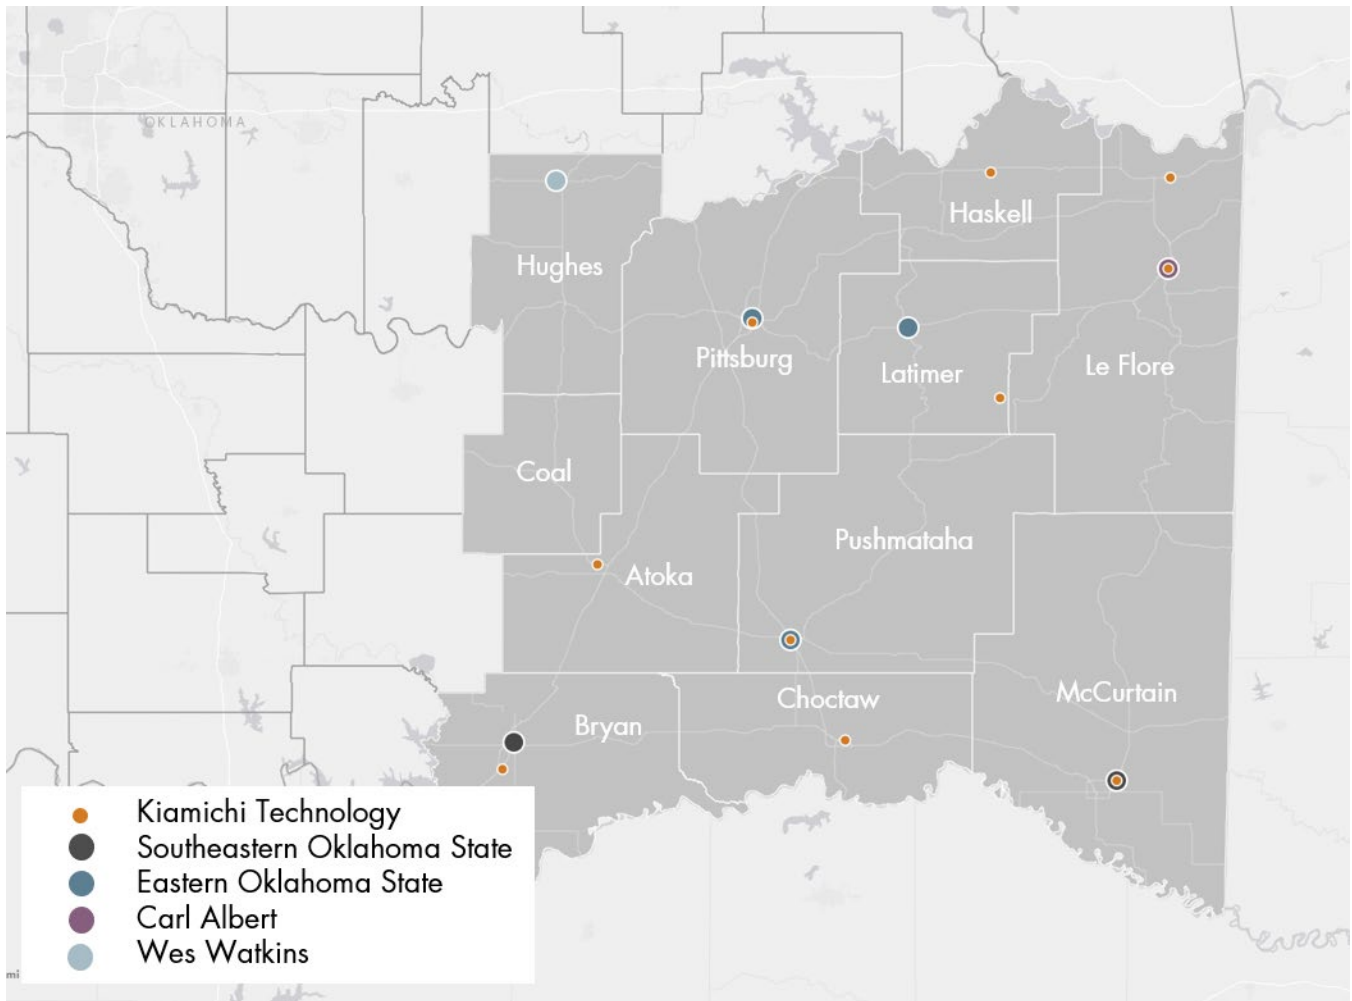 OKLAHOMA
Haskell
Hughes
Pittsburg
Latimer
Le Flore
Coal
Pushmataha
Atoka
McCurtain
Choctaw
Bryan
Kiamichi Technology
Southeastern Oklahoma State
Eastern Oklahoma State
Carl Albert
Wes Watkins
mi